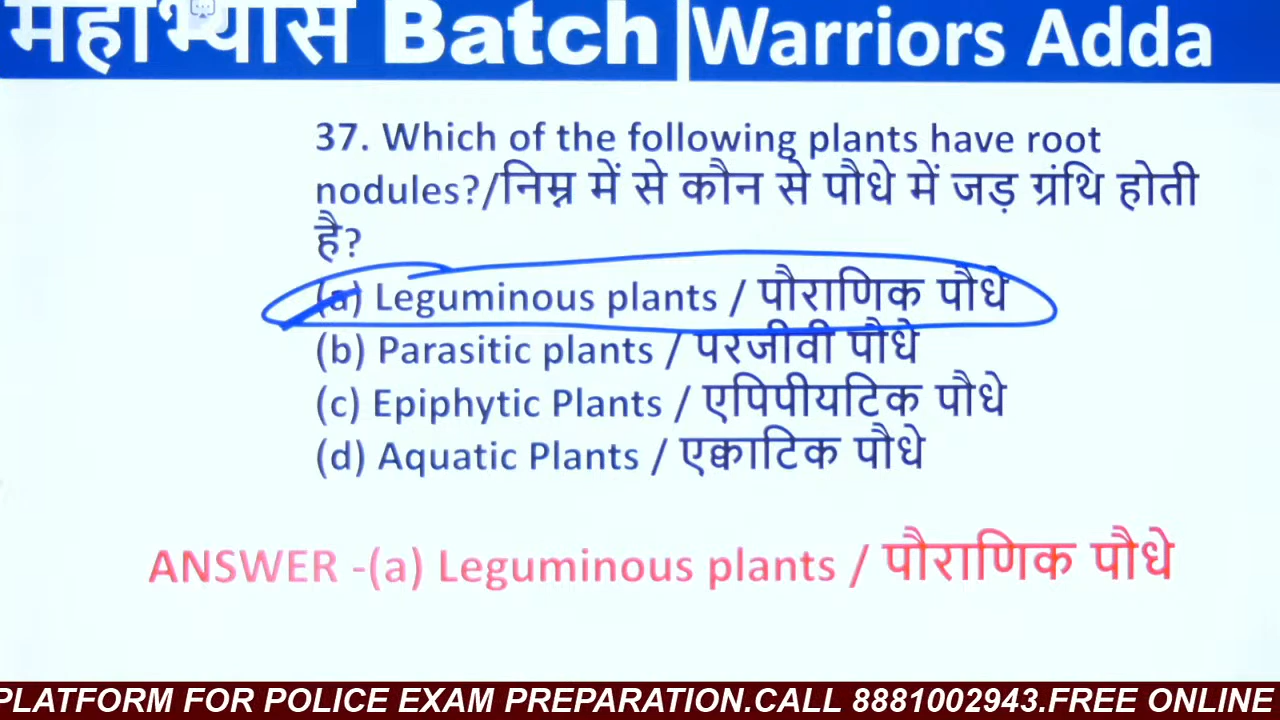 महाभ्यास Batch Warriors Adda
37. Which of the following plants have root
nodules?/निम्न में से कौन से पौधे में जड़ ग्रंथि होती
है?
(a) Leguminous plants / पौराणिक पौधे
(b) Parasitic plants / परजीवी पौधे
(c) Epiphytic Plants / एपिपीयटिक पौधे
(d) Aquatic Plants / एक्वाटिक पौधे
ANSWER -(a) Leguminous plants / पौराणिक पौधे
PLATFORM FOR POLICE EXAM PREPARATION.CALL 8881002943.FREE ONLINE